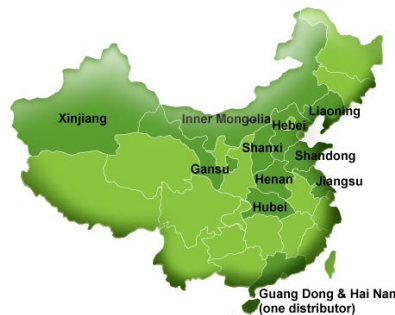 Xinjiang
Inner Mongolia
Liaoning
Hebei
Shanxi
Shandong
Gansu
Henan
Jiangsu
Hubei
Guang Dong & Hai Nan
(one distributor)